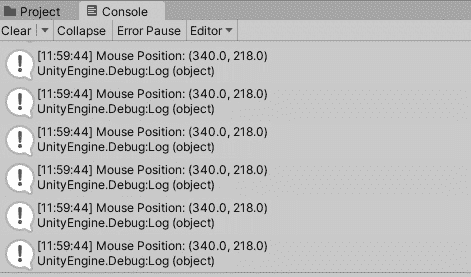 Project Console
Clear Collapse Error Pause Editor
[11:59:44] Mouse Position: (340.0, 218.0)
UnityEngine.Debug:Log (object)
[11:59:44] Mouse Position: (340.0, 218.0)
UnityEngine.Debug:Log (object)
[11:59:44] Mouse Position: (340.0, 218.0)
UnityEngine.Debug:Log (object)
[11:59:44] Mouse Position: (340.0, 218.0)
UnityEngine.Debug:Log (object)
[11:59:44] Mouse Position: (340.0, 218.0)
UnityEngine.Debug:Log (object)
[11:59:44] Mouse Position: (340.0, 218.0)
UnityEngine.Debug:Log (object)